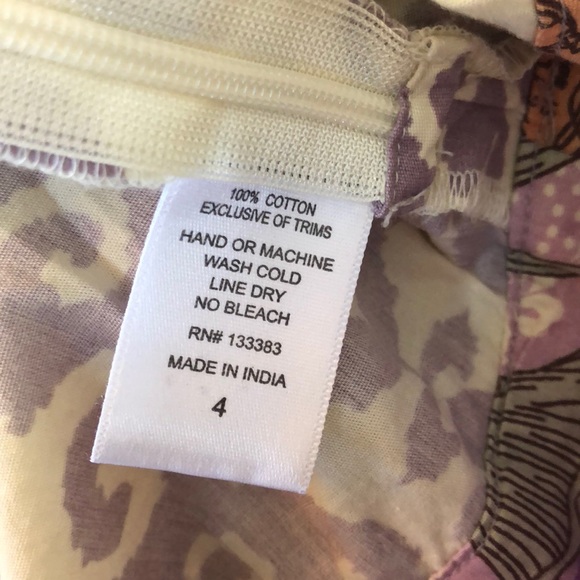 100% COTTON
EXCLUSIVE OF TRIMS
HAND OR MACHINE
WASH COLD
LINE DRY
NO BLEACH
RN# 133383
MADE IN INDIA
4